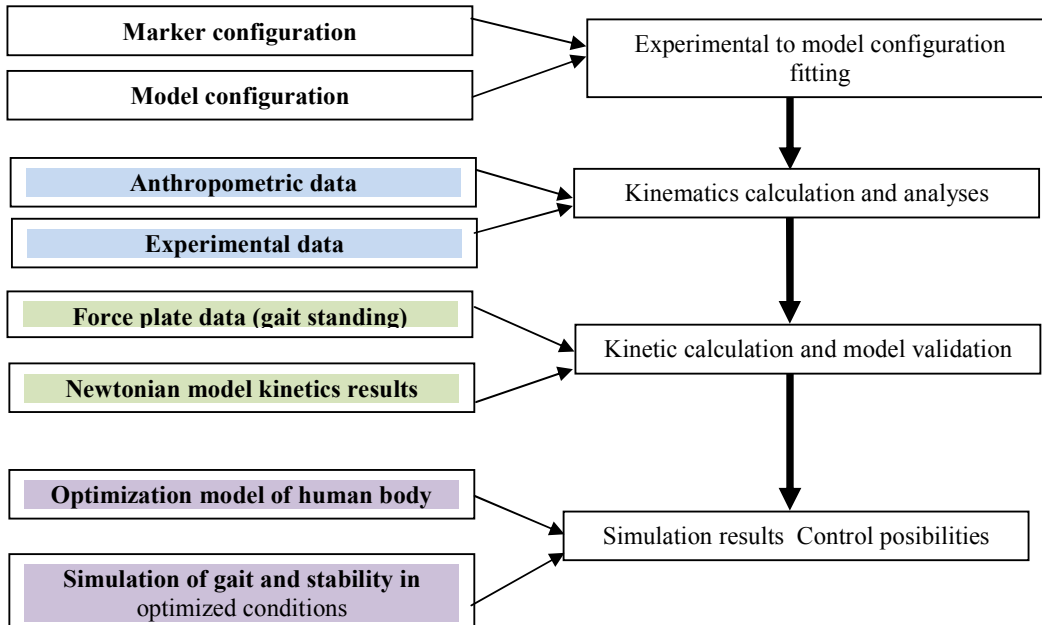 Marker configuration
Model configuration
Experimental to model configuration
fitting
Anthropometric data
Experimental data
Kinematics calculation and analyses
Force plate data (gait standing)
Newtonian model kinetics results
Kinetic calculation and model validation
Optimization model of human body
Simulation of gait and stability in
optimized conditions
Simulation results  Control posibilities